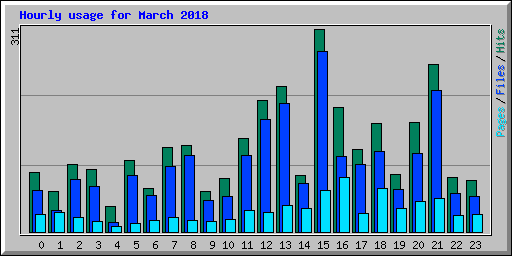 Hourly usage for March 2018
311
Pages/Files/Hits
0 1 2 3 4 5 6 7 8 9 10 11 12 13 14 15 16 17 18 19 20 21 22 23